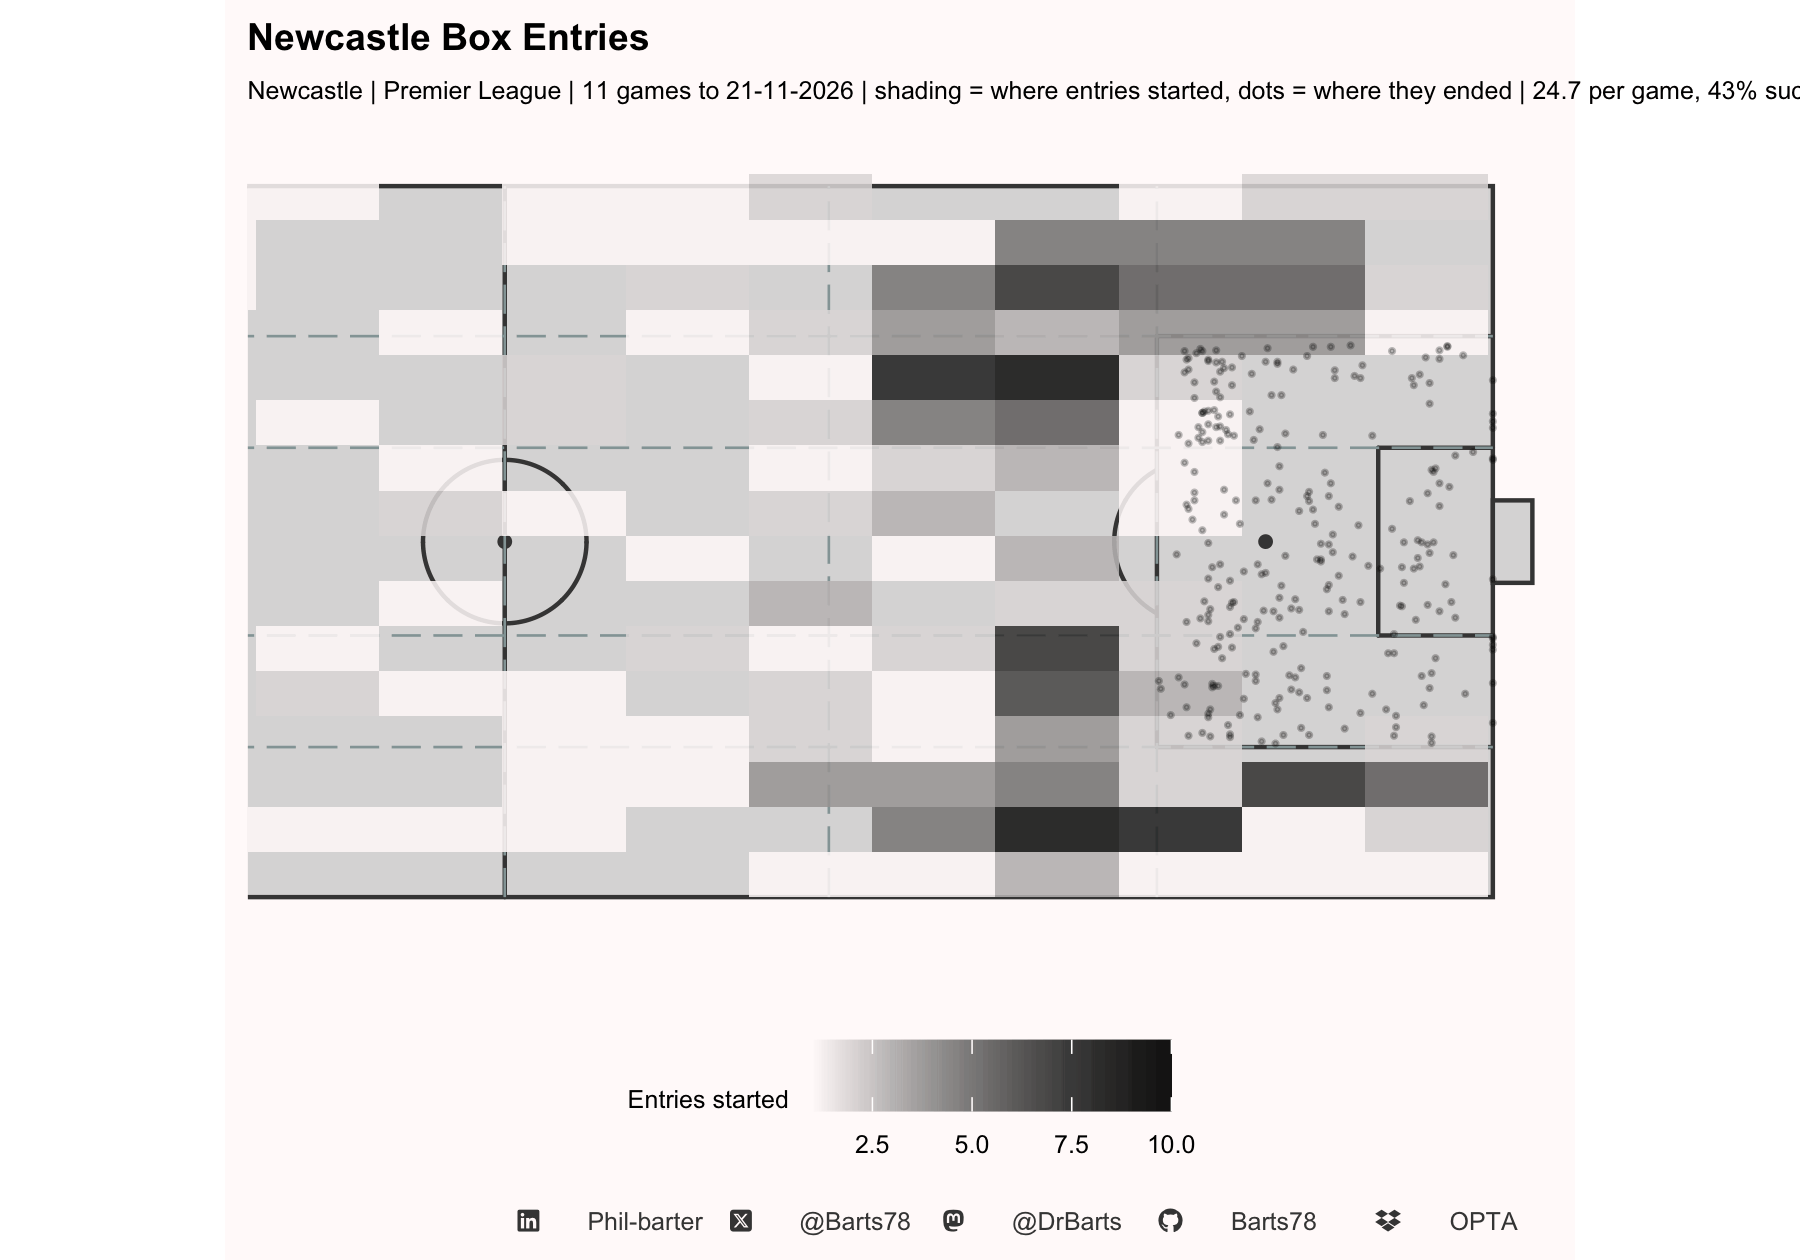 Newcastle Box Entries
Newcastle | Premier League | 11 games to 21-11-2026 | shading = where entries started, dots = where they ended | 24.7 per game, 43% suc
Entries started
2.5 5.0 7.5 10.0
Phil-barter @Barts78 @DrBarts Barts78 OPTA